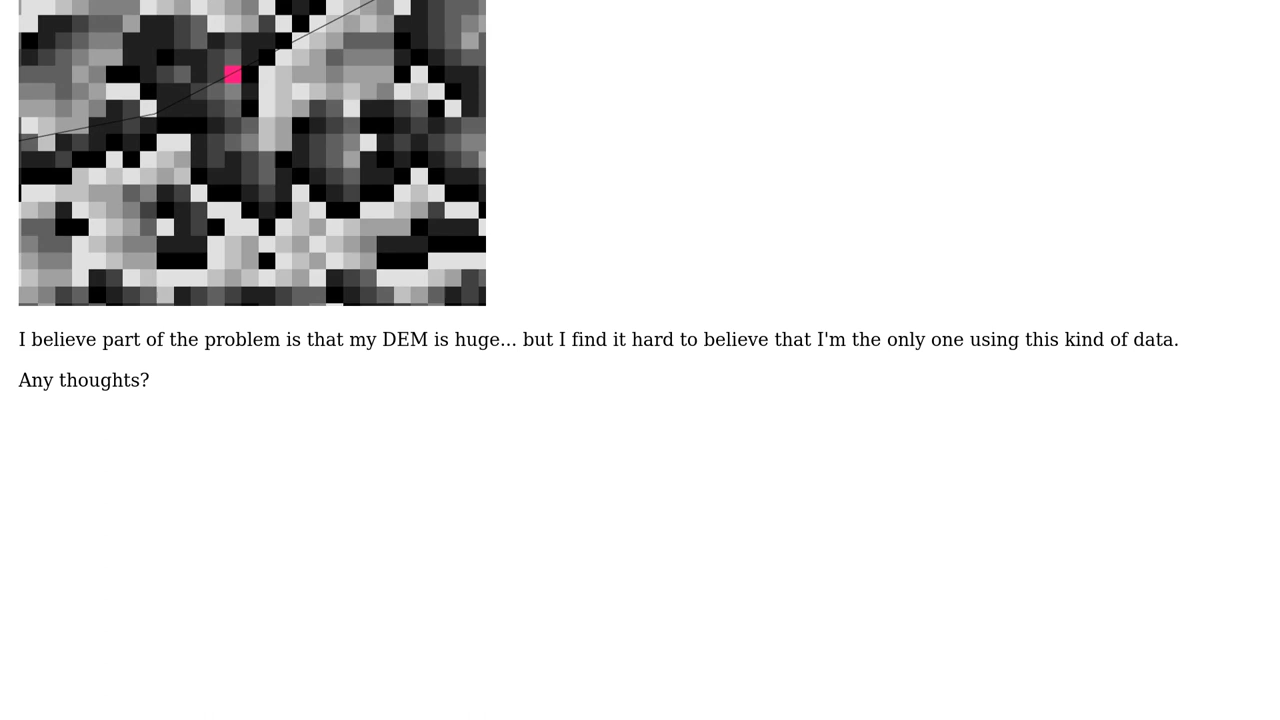 I believe part of the problem is that my DEM is huge... but I find it hard to believe that I'm the only one using this kind of data.
Any thoughts?